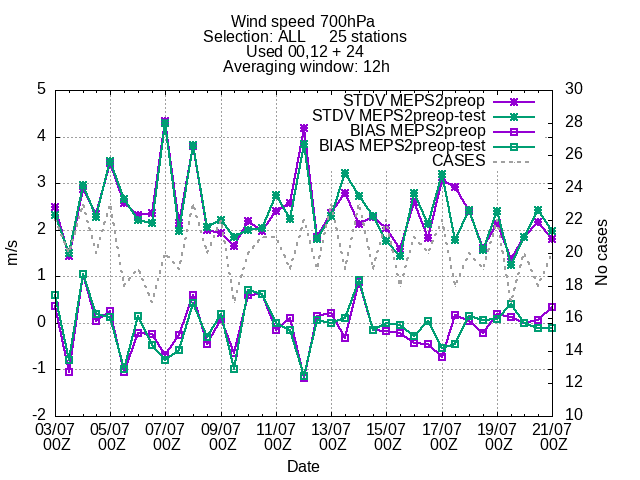 Wind speed 700hPa
Selection: ALL 25 stations
Used 00,12 + 24
Averaging window: 12h
STDV MEPS2preop
STDV MEPS2preop-test
BIAS MEPS2preop
BIAS MEPS2preop-test
CASES
5
4
3
2
1
0
-1
-2
m/s
30
28
26
24
22
20
18
16
14
12
10
No cases
03/07 05/07 07/07 09/07 11/07 13/07 15/07 17/07 19/07 21/07
00Z 00Z 00Z 00Z 00Z 00Z 00Z 00Z 00Z 00Z
Date